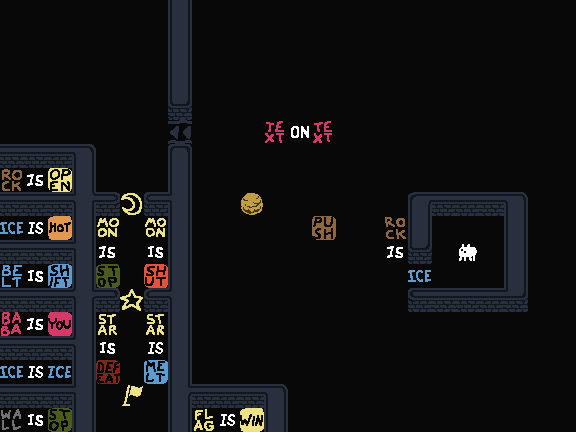 TEXT ON TEXT
ROCK IS OPEN
ICE IS HOT
BELT IS SHIFT
BABA IS YOU
ICE IS ICE
WALL IS STOP
MOON IS STOP
MOON IS SHUT
STAR IS DEFEAT
STAR IS MELT
FLAG IS WIN
PUSH
ROCK IS ICE